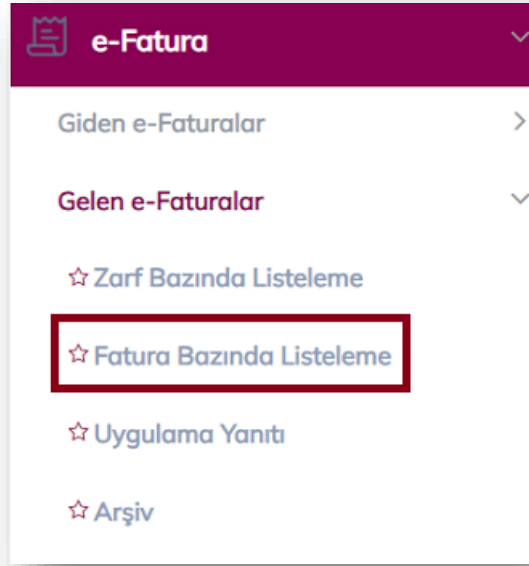 e-Fatura
Giden e-Faturalar
Gelen e-Faturalar
Zarf Bazında Listeleme
Fatura Bazında Listeleme
Uygulama Yanıtı
Arşiv